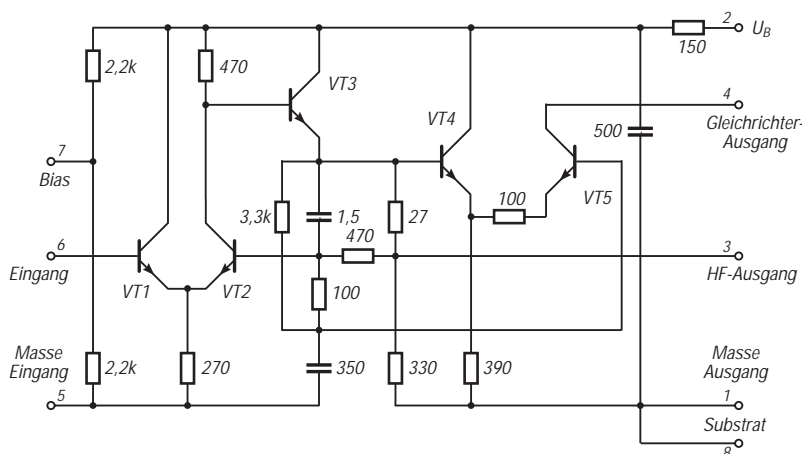 2
U_B
150
2,2k
470
VT3
4
Gleichrichter-
Ausgang
VT4
500
7
Bias
VT5
100
3,3k
1,5
27
470
6
Eingang
3
HF-Ausgang
VT1
VT2
100
Masse
Eingang
5
2,2k
270
350
330
390
Masse
Ausgang
1
Substrat
8